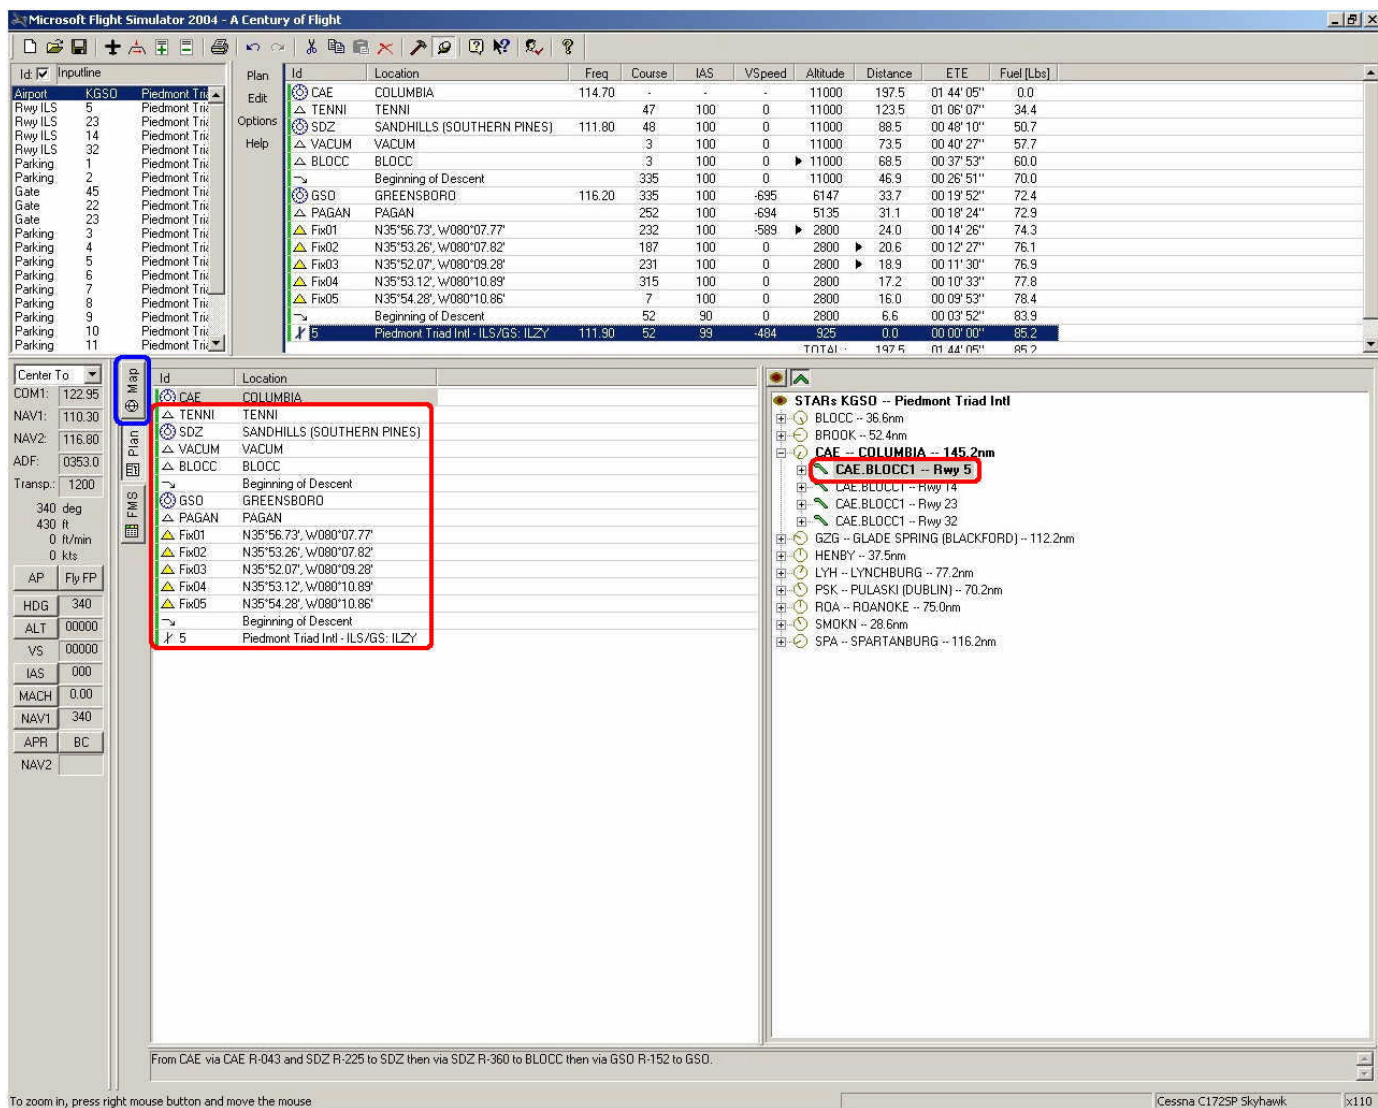 Microsoft Flight Simulator 2004 - A Century of Flight
Id: Inputline
Airport KGSO Piedmont Tria
Rwy ILS 5 Piedmont Tria
Rwy ILS 23 Piedmont Tria
Rwy ILS 14 Piedmont Tria
Rwy ILS 32 Piedmont Tria
Parking 1 Piedmont Tria
Parking 2 Piedmont Tria
Gate 45 Piedmont Tria
Gate 22 Piedmont Tria
Gate 23 Piedmont Tria
Parking 3 Piedmont Tria
Parking 4 Piedmont Tria
Parking 5 Piedmont Tria
Parking 6 Piedmont Tria
Parking 7 Piedmont Tria
Parking 8 Piedmont Tria
Parking 9 Piedmont Tria
Parking 10 Piedmont Tria
Parking 11 Piedmont Tria
Plan
Edit
Options
Help
Id Location Freq Course IAS VSpeed Altitude Distance ETE Fuel [Lbs]
CAE COLUMBIA 114.70 - - - 11000 197.5 01 44' 05'' 0.0
TENNI TENNI 47 100 0 11000 123.5 01 06' 07'' 34.4
SDZ SANDHILLS (SOUTHERN PINES) 111.80 48 100 0 11000 88.5 00 48' 10'' 50.7
VACUM VACUM 3 100 0 11000 73.5 00 40' 27'' 57.7
BLOCC BLOCC 3 100 0 11000 68.5 00 37' 53'' 60.0
Beginning of Descent 335 100 0 11000 46.9 00 26' 51'' 70.0
GSO GREENSBORO 116.20 335 100 -695 6147 33.7 00 19' 52'' 72.4
PAGAN PAGAN 252 100 -694 5135 31.1 00 18' 24'' 72.9
Fix01 N35°56.73', W080°07.77' 232 100 -589 2800 24.0 00 14' 26'' 74.3
Fix02 N35°53.26', W080°07.82' 187 100 0 2800 20.6 00 12' 27'' 76.1
Fix03 N35°52.07', W080°09.28' 231 100 0 2800 18.9 00 11' 30'' 76.9
Fix04 N35°53.12', W080°10.89' 315 100 0 2800 17.2 00 10' 33'' 77.8
Fix05 N35°54.28', W080°10.86' 7 100 0 2800 16.0 00 09' 53'' 78.4
Beginning of Descent 52 90 0 2800 6.6 00 03' 52'' 83.9
5 Piedmont Triad Intl - ILS/GS: ILZY 111.90 52 99 -484 925 0.0 00 00' 00'' 85.2
TOTAL: 197.5 01 44' 05'' 85.2
Center To
COM1: 122.95
NAV1: 110.30
NAV2: 116.80
ADF: 0353.0
Transp.: 1200
340 deg
430 ft
0 ft/min
0 kts
AP Fly FP
HDG 340
ALT 00000
VS 00000
IAS 000
MACH 0.00
NAV1 340
APR BC
NAV2
Map
Plan
FMS
Id Location
CAE COLUMBIA
TENNI TENNI
SDZ SANDHILLS (SOUTHERN PINES)
VACUM VACUM
BLOCC BLOCC
Beginning of Descent
GSO GREENSBORO
PAGAN PAGAN
Fix01 N35°56.73', W080°07.77'
Fix02 N35°53.26', W080°07.82'
Fix03 N35°52.07', W080°09.28'
Fix04 N35°53.12', W080°10.89'
Fix05 N35°54.28', W080°10.86'
Beginning of Descent
5 Piedmont Triad Intl - ILS/GS: ILZY
STARs KGSO -- Piedmont Triad Intl
BLOCC -- 36.6nm
BROOK -- 52.4nm
CAE -- COLUMBIA -- 145.2nm
CAE.BLOCC1 -- Rwy 5
CAE.BLOCC1 -- Rwy 14
CAE.BLOCC1 -- Rwy 23
CAE.BLOCC1 -- Rwy 32
GZG -- GLADE SPRING (BLACKFORD) -- 112.2nm
HENBY -- 37.5nm
LYH -- LYNCHBURG -- 77.2nm
PSK -- PULASKI (DUBLIN) -- 70.2nm
ROA -- ROANOKE -- 75.0nm
SMOKN -- 28.6nm
SPA -- SPARTANBURG -- 116.2nm
From CAE via CAE R-043 and SDZ R-225 to SDZ then via SDZ R-360 to BLOCC then via GSO R-152 to GSO.
To zoom in, press right mouse button and move the mouse
Cessna C172SP Skyhawk x110